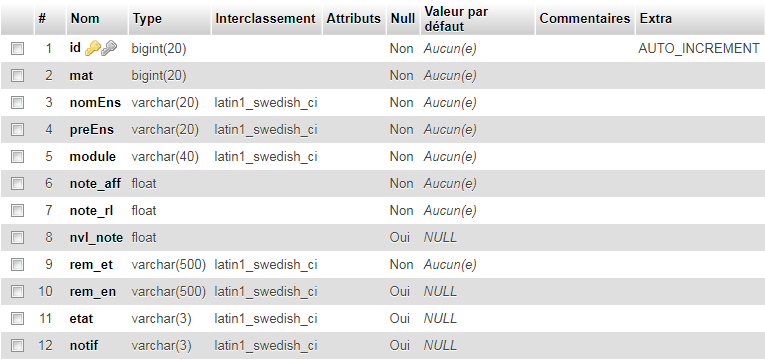 # Nom Type Interclassement Attributs Null Valeur par défaut Commentaires Extra
1 id bigint(20) Non Aucun(e) AUTO_INCREMENT
2 mat bigint(20) Non Aucun(e)
3 nomEns varchar(20) latin1_swedish_ci Non Aucun(e)
4 preEns varchar(20) latin1_swedish_ci Non Aucun(e)
5 module varchar(40) latin1_swedish_ci Non Aucun(e)
6 note_aff float Non Aucun(e)
7 note_rl float Non Aucun(e)
8 nvl_note float Oui NULL
9 rem_et varchar(500) latin1_swedish_ci Non Aucun(e)
10 rem_en varchar(500) latin1_swedish_ci Oui NULL
11 etat varchar(3) latin1_swedish_ci Oui NULL
12 notif varchar(3) latin1_swedish_ci Oui NULL